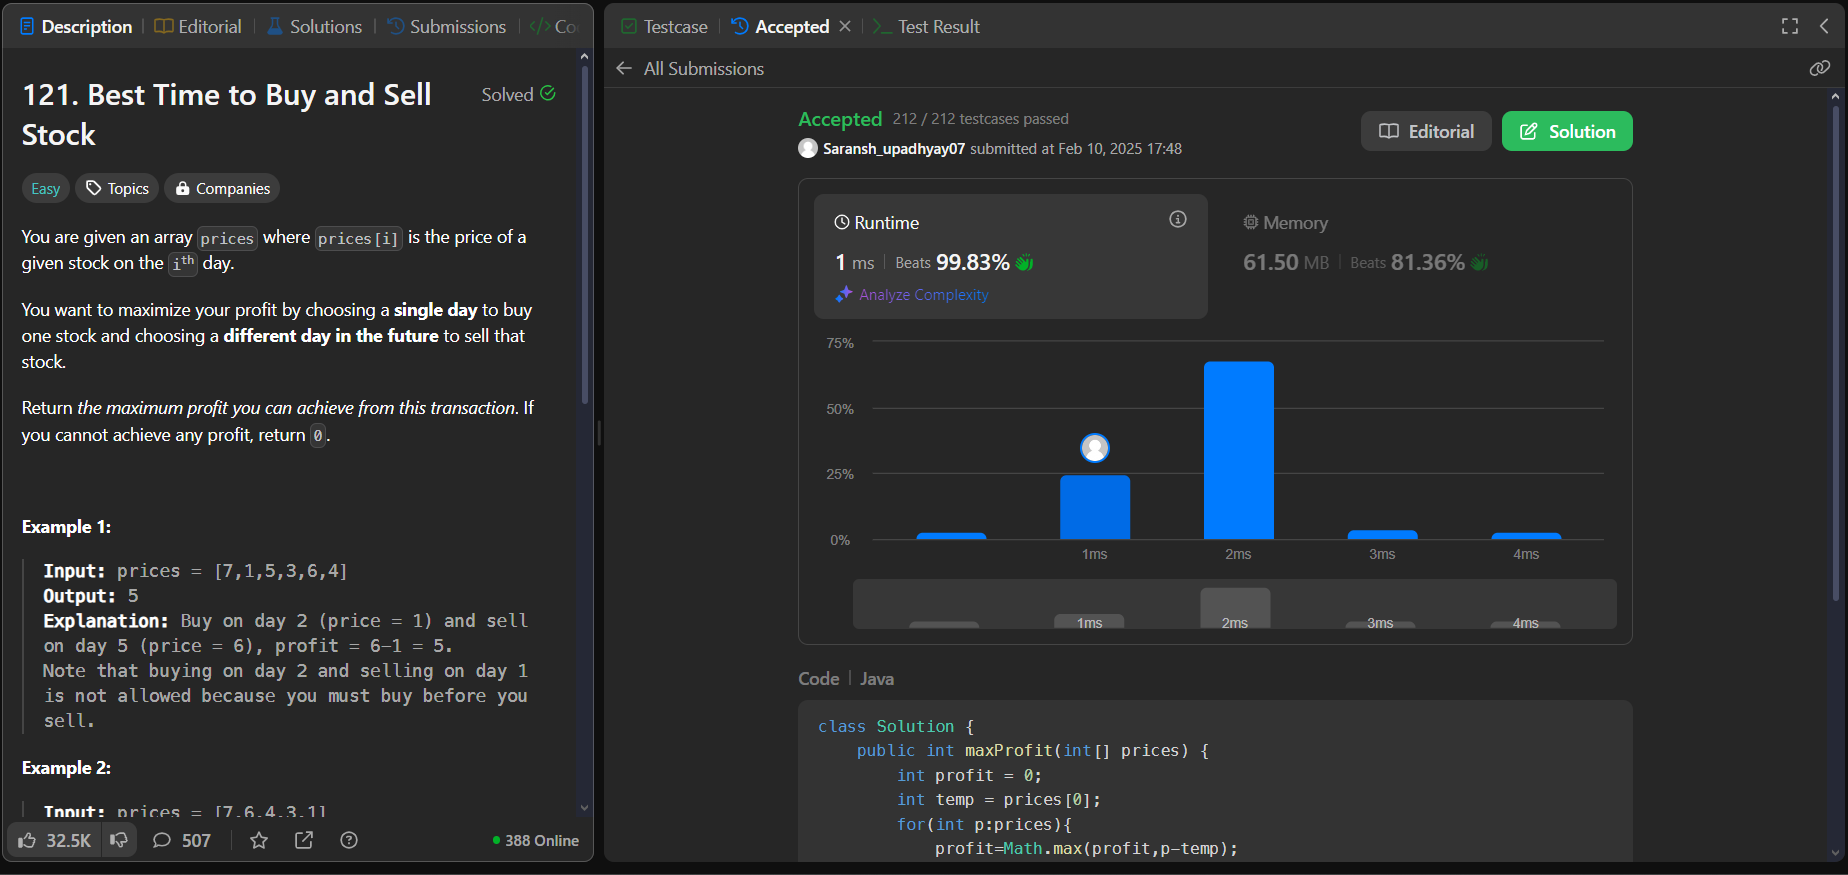 Description
Editorial
Solutions
Submissions
Co
121. Best Time to Buy and Sell
Stock
Solved
Easy
Topics
Companies
You are given an array prices where prices[i] is the price of a
given stock on the ith day.
You want to maximize your profit by choosing a single day to buy
one stock and choosing a different day in the future to sell that
stock.
Return the maximum profit you can achieve from this transaction. If
you cannot achieve any profit, return 0.
Example 1:
Input: prices = [7,1,5,3,6,4]
Output: 5
Explanation: Buy on day 2 (price = 1) and sell
on day 5 (price = 6), profit = 6-1 = 5.
Note that buying on day 2 and selling on day 1
is not allowed because you must buy before you
sell.
Example 2:
Input: prices = [7,6,4,3,1]
32.5K
507
388 Online
Testcase
Accepted
Test Result
All Submissions
Accepted 212 / 212 testcases passed
Saransh_upadhyay07 submitted at Feb 10, 2025 17:48
Editorial
Solution
Runtime
1 ms Beats 99.83%
Analyze Complexity
Memory
61.50 MB Beats 81.36%
75%
50%
25%
0%
1ms 2ms 3ms 4ms
1ms 2ms 3ms 4ms
Code | Java
class Solution {
public int maxProfit(int[] prices) {
int profit = 0;
int temp = prices[0];
for(int p:prices){
profit=Math.max(profit,p-temp);